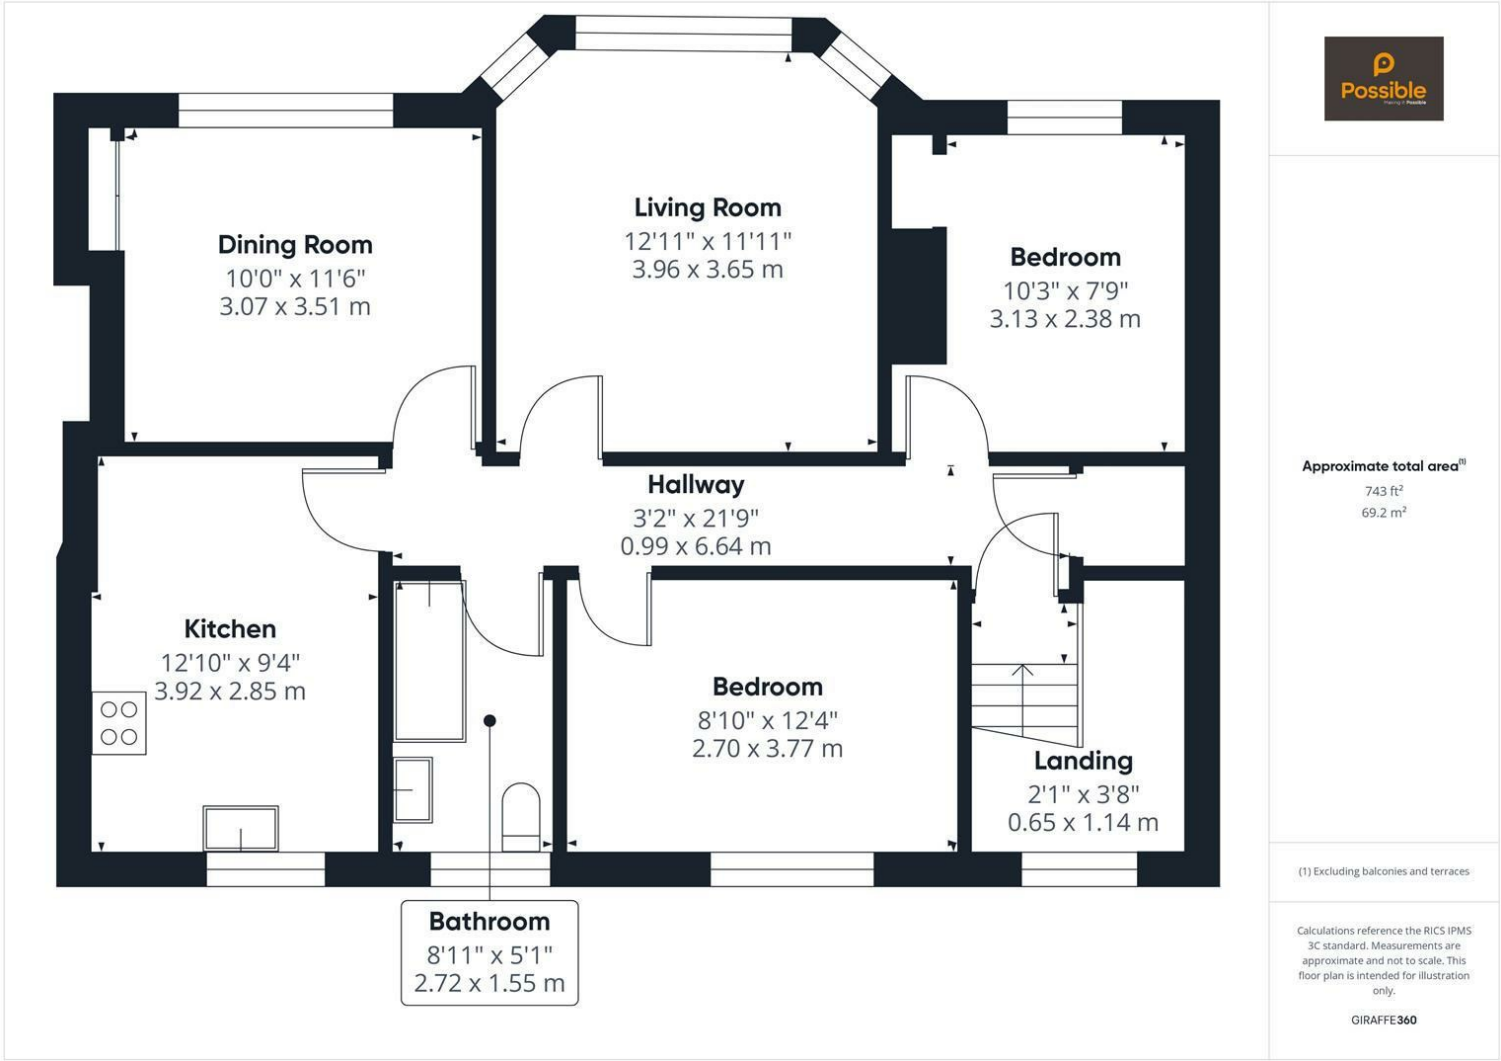 Possible
Making it Possible
Living Room
12'11" x 11'11"
3.96 x 3.65 m
Dining Room
10'0" x 11'6"
3.07 x 3.51 m
Bedroom
10'3" x 7'9"
3.13 x 2.38 m
Hallway
3'2" x 21'9"
0.99 x 6.64 m
Kitchen
12'10" x 9'4"
3.92 x 2.85 m
Bedroom
8'10" x 12'4"
2.70 x 3.77 m
Landing
2'1" x 3'8"
0.65 x 1.14 m
Bathroom
8'11" x 5'1"
2.72 x 1.55 m
Approximate total area(1)
743 ft²
69.2 m²
(1) Excluding balconies and terraces
Calculations reference the RICS IPMS
3C standard. Measurements are
approximate and not to scale. This
floor plan is intended for illustration
only.
GIRAFFE360